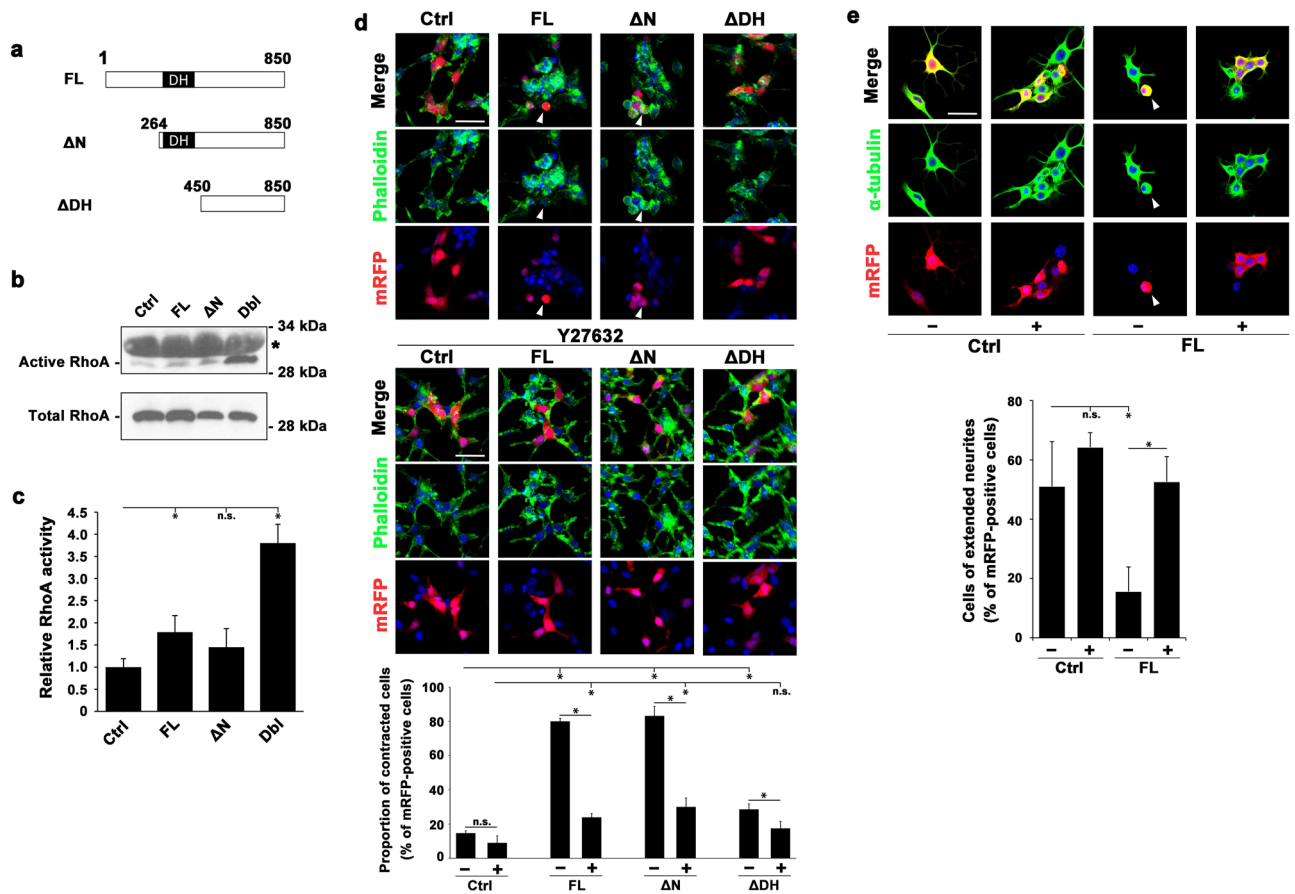 a
1 850
FL DH
264 850
ΔN DH
450 850
ΔDH
b
Ctrl FL ΔN Dbl
- 34 kDa
*
Active RhoA -
- 28 kDa
Total RhoA -
- 28 kDa
c
* n.s. *
Relative RhoA activity
4.5
4.0
3.5
3.0
2.5
2.0
1.5
1.0
0.5
0
Ctrl FL ΔN Dbl
d
Ctrl FL ΔN ΔDH
Merge
Phalloidin
mRFP
Y27632
Ctrl FL ΔN ΔDH
Merge
Phalloidin
mRFP
* * *
* * n.s.
Proportion of contracted cells
(% of mRFP-positive cells)
100
80
60
40
20
0
n.s. * * *
− + − + − + − +
Ctrl FL ΔN ΔDH
e
Merge
α-tubulin
mRFP
− + − +
Ctrl FL
Cells of extended neurites
(% of mRFP-positive cells)
80
60
40
20
0
n.s. *
*
− + − +
Ctrl FL